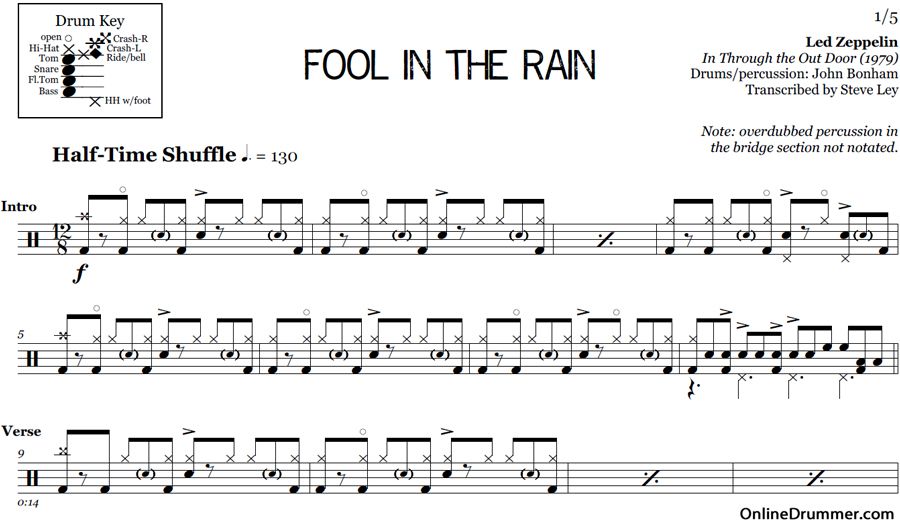 Drum Key
open
Crash-R
Hi-Hat
Crash-L
Tom
Ride/bell
Snare
Fl.Tom
Bass
HH w/foot
FOOL IN THE RAIN
1/5
Led Zeppelin
In Through the Out Door (1979)
Drums/percussion: John Bonham
Transcribed by Steve Ley
Note: overdubbed percussion in
the bridge section not notated.
Half-Time Shuffle ♩. = 130
Intro
12
8
f
5
Verse
9
0:14
OnlineDrummer.com